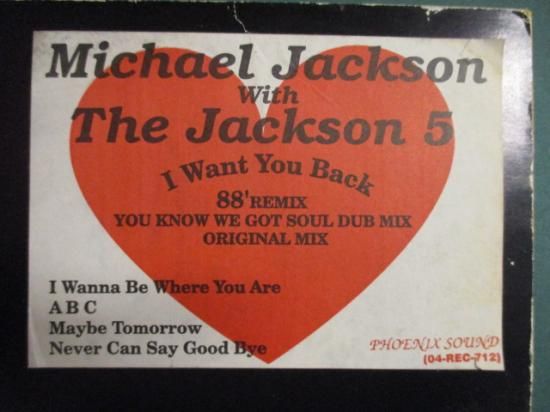 Michael Jackson
With
The Jackson 5
I Want You Back
88' REMIX
YOU KNOW WE GOT SOUL DUB MIX
ORIGINAL MIX
I Wanna Be Where You Are
A B C
Maybe Tomorrow
Never Can Say Good Bye
PHOENIX SOUND
(04-REC-712)